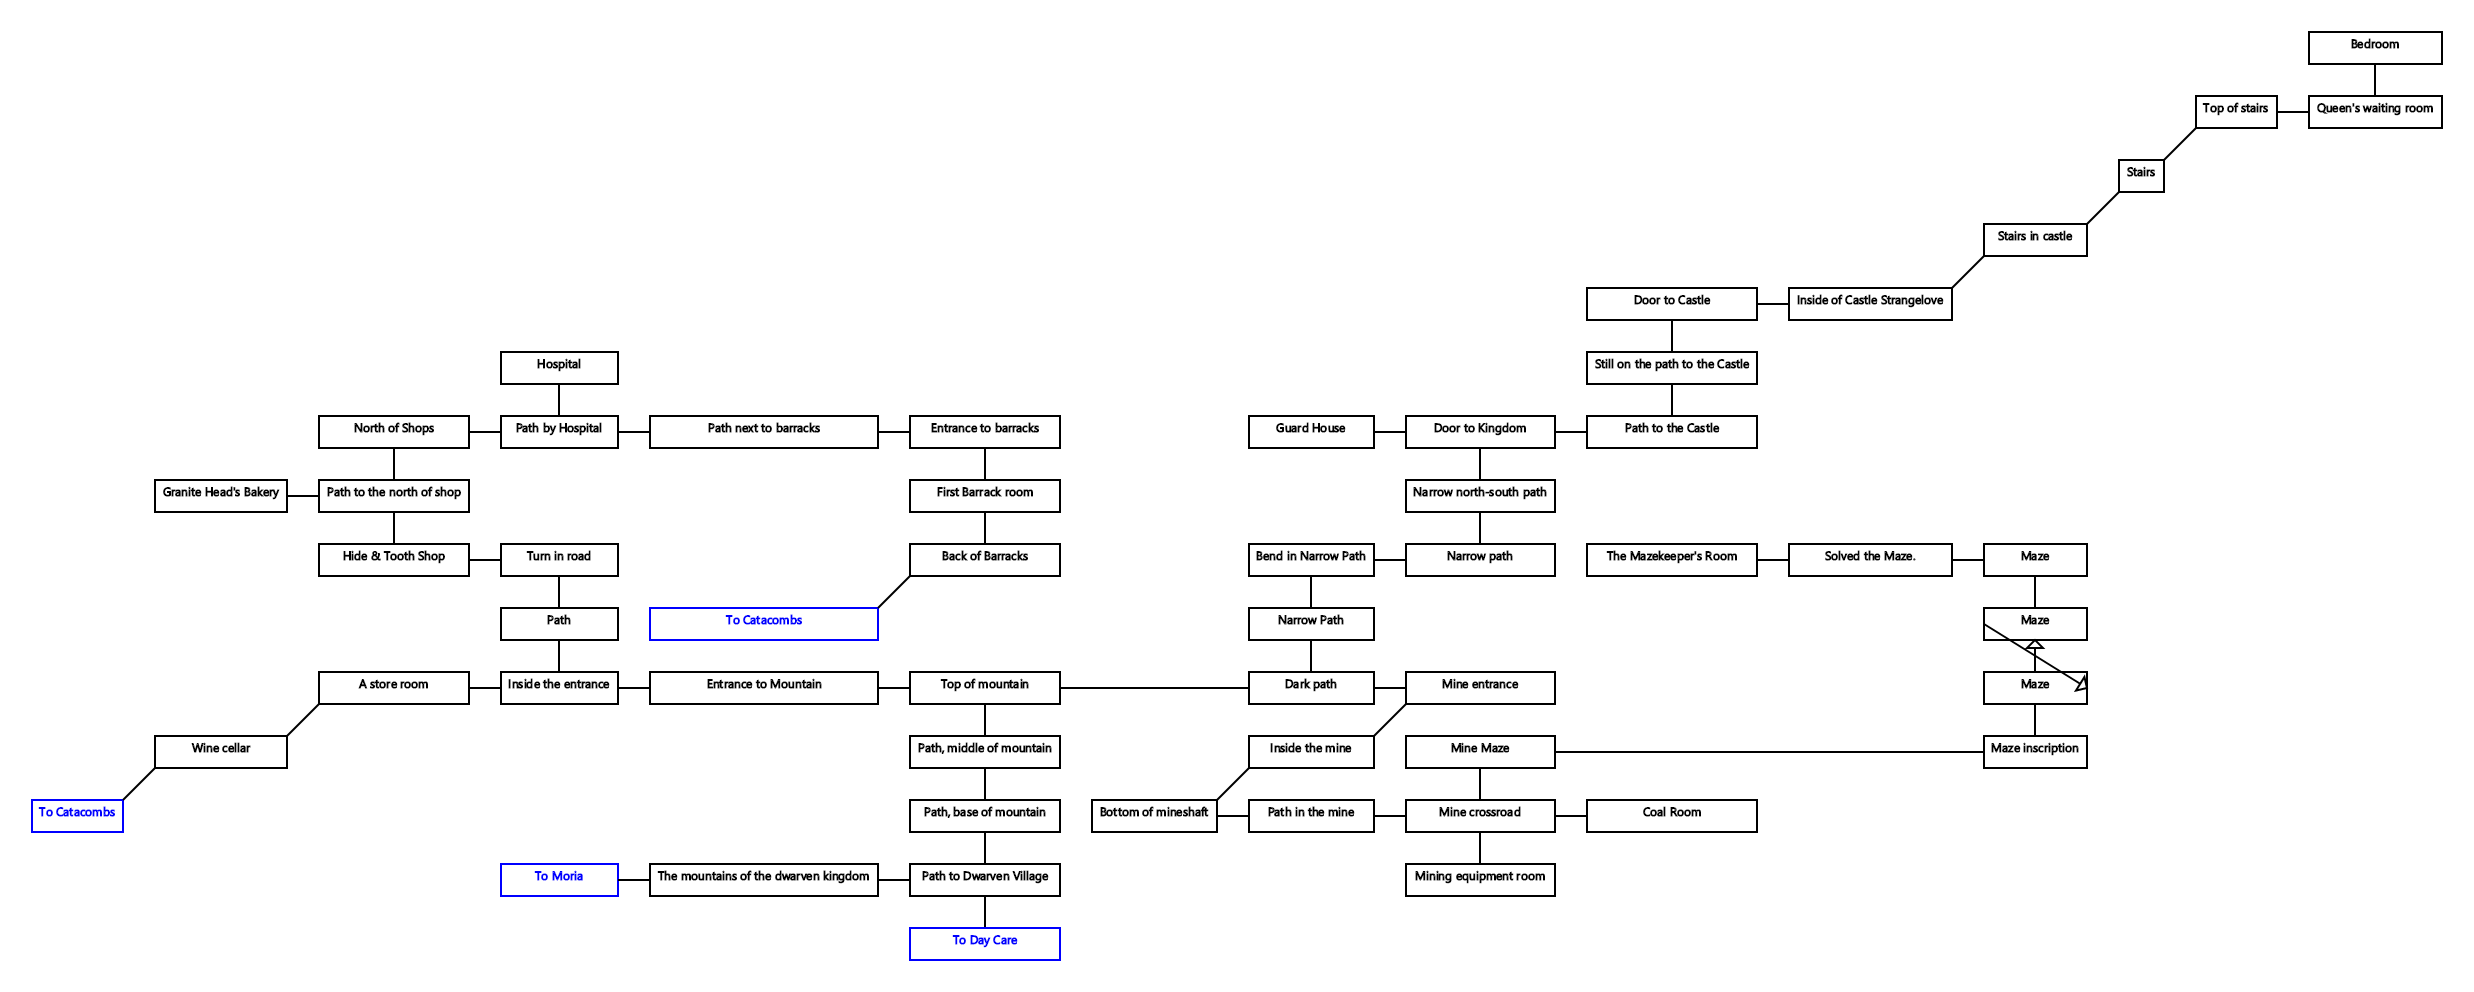 Bedroom
Top of stairs
Queen's waiting room
Stairs
Stairs in castle
Door to Castle
Inside of Castle Strangelove
Hospital
Still on the path to the Castle
North of Shops
Path by Hospital
Path next to barracks
Entrance to barracks
Guard House
Door to Kingdom
Path to the Castle
Granite Head's Bakery
Path to the north of shop
First Barrack room
Narrow north-south path
Hide & Tooth Shop
Turn in road
Back of Barracks
Bend in Narrow Path
Narrow path
The Mazekeeper's Room
Solved the Maze.
Maze
Path
To Catacombs
Narrow Path
Maze
A store room
Inside the entrance
Entrance to Mountain
Top of mountain
Dark path
Mine entrance
Maze
Wine cellar
Path, middle of mountain
Inside the mine
Mine Maze
Maze inscription
To Catacombs
Path, base of mountain
Bottom of mineshaft
Path in the mine
Mine crossroad
Coal Room
To Moria
The mountains of the dwarven kingdom
Path to Dwarven Village
Mining equipment room
To Day Care